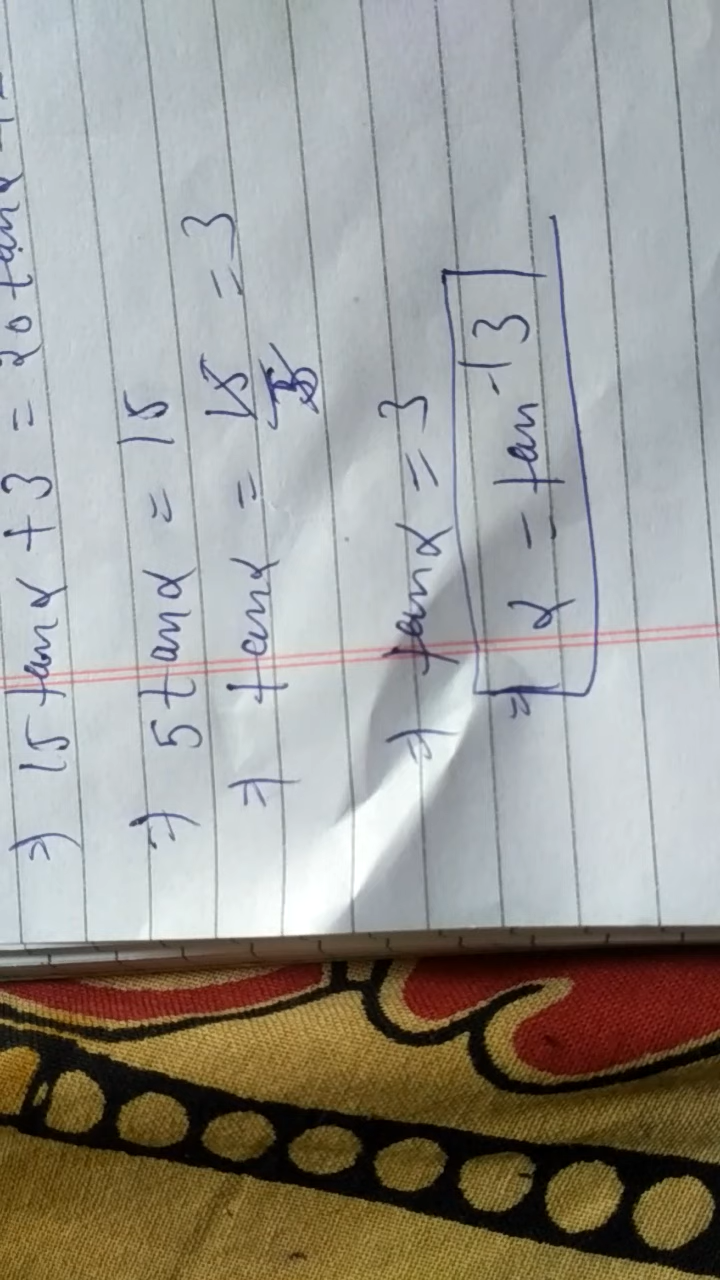 ⇒ 15 tanα + 3 = 20 tanα
⇒ 5 tanα = 15
⇒ tanα = 15/5 = 3
⇒ tanα = 3
⇒ α = tan⁻¹ 3